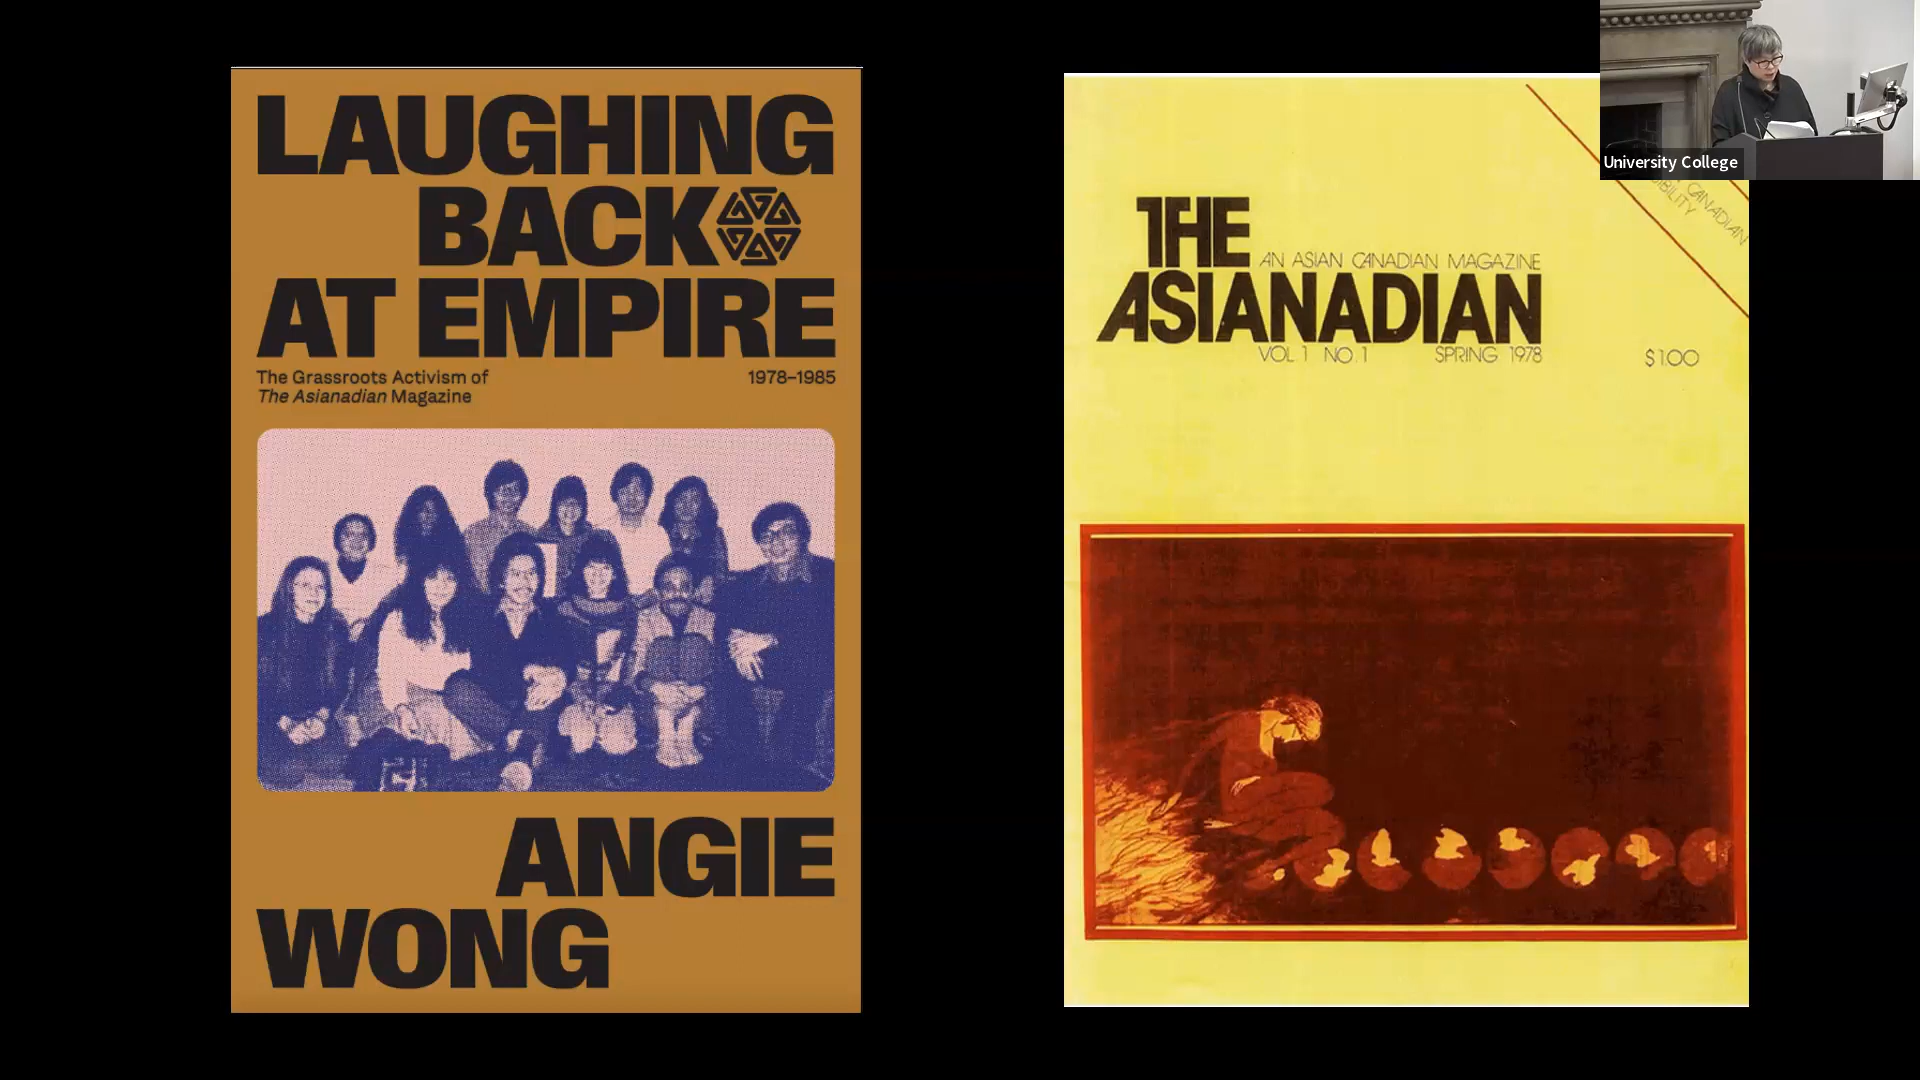 LAUGHING
BACK
AT EMPIRE
The Grassroots Activism of
The Asianadian Magazine
1978–1985
ANGIE
WONG
THE
AN ASIAN CANADIAN MAGAZINE
ASIANADIAN
VOL. 1 NO. 1 SPRING 1978
$1.00
CANADIAN
University College